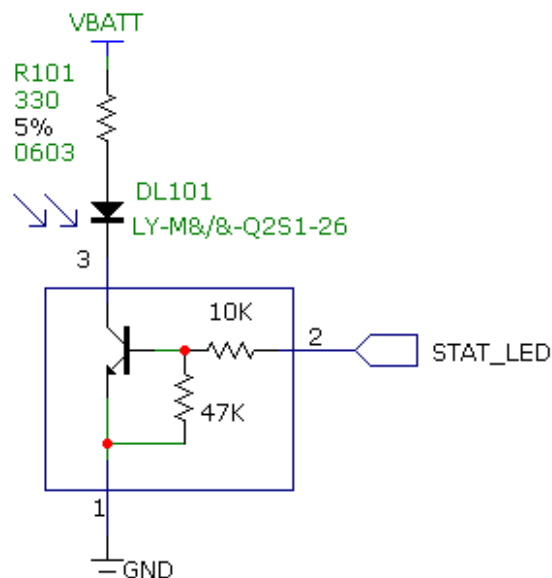 VBATT
R101
330
5%
0603
DL101
LY-M&/&-Q2S1-26
3
10K
2
STAT_LED
47K
1
GND